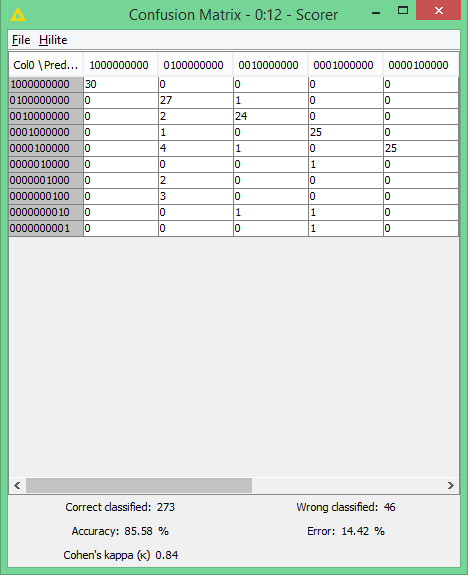 Confusion Matrix - 0:12 - Scorer
File Hilite
Col0 \Pred... 1000000000 0100000000 0010000000 0001000000 0000100000
1000000000 30 0 0 0 0
0100000000 0 27 1 0 0
0010000000 0 2 24 0 0
0001000000 0 1 0 25 0
0000100000 0 4 1 0 25
0000010000 0 0 0 1 0
0000001000 0 2 0 0 0
0000000100 0 3 0 0 0
0000000010 0 0 1 1 0
0000000001 0 0 0 1 0
Correct classified: 273 Wrong classified: 46
Accuracy: 85.58 % Error: 14.42 %
Cohen's kappa (κ) 0.84